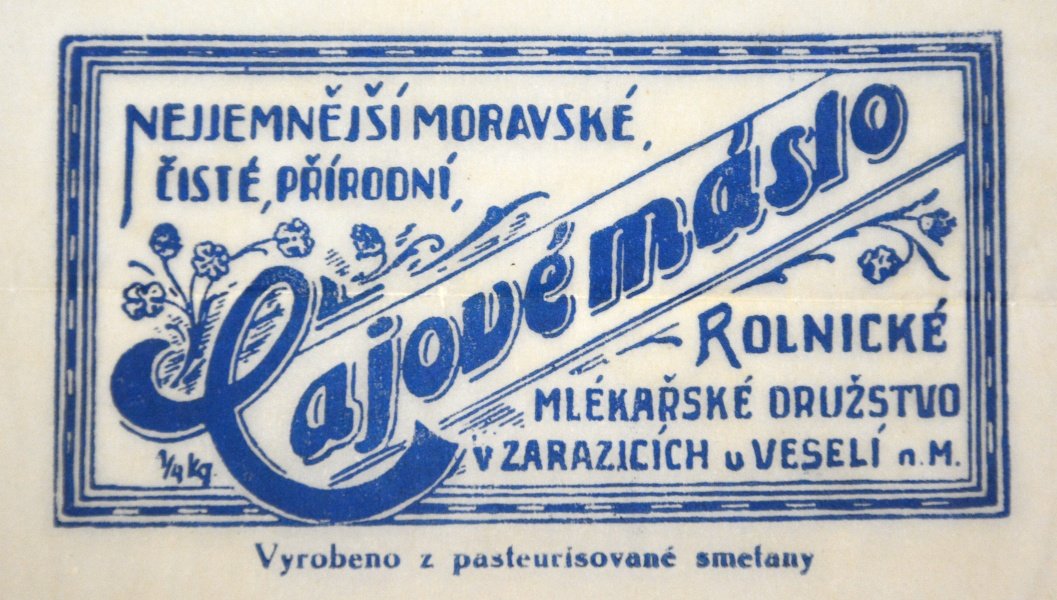 NEJJEMNĚJŠÍ MORAVSKÉ,
ČISTÉ, PŘÍRODNÍ,
Čajové máslo
ROLNICKÉ
MLÉKAŘSKÉ DRUŽSTVO
v ZARAZICÍCH u VESELÍ n. M.
1/4 kg.
Vyrobeno z pasteurisované smetany